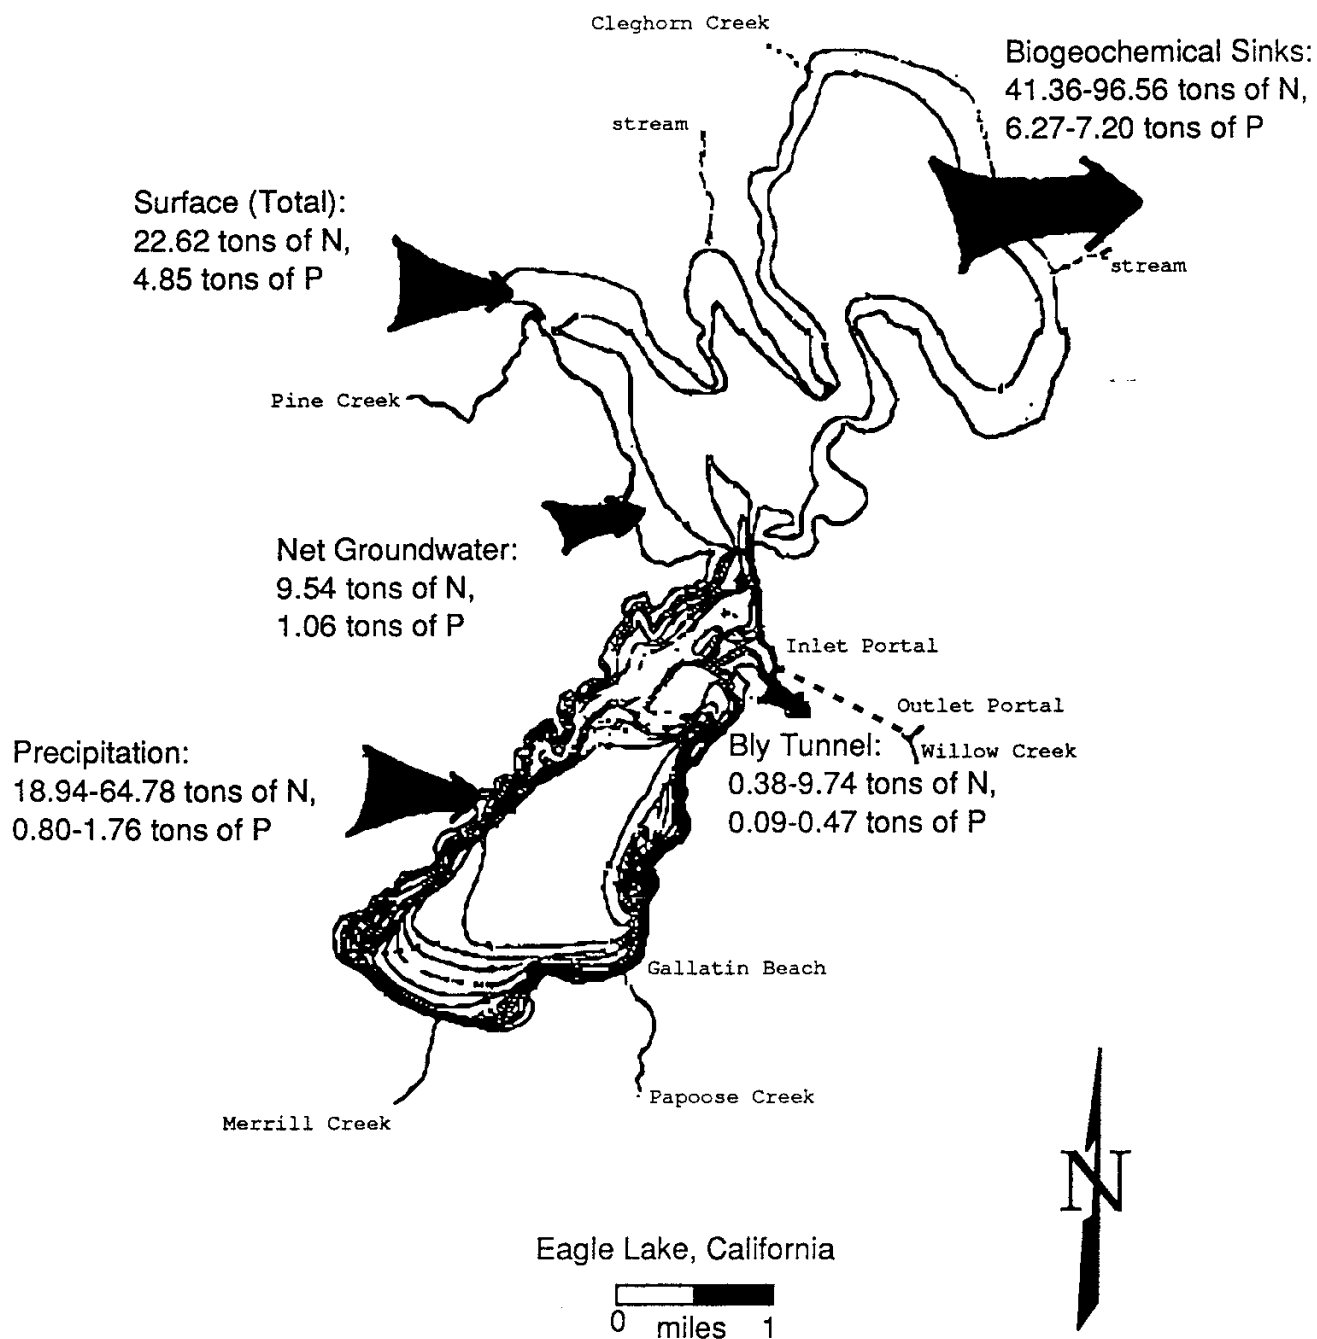 Cleghorn Creek
Biogeochemical Sinks:
41.36-96.56 tons of N,
6.27-7.20 tons of P
stream
Surface (Total):
22.62 tons of N,
4.85 tons of P
stream
Pine Creek
Net Groundwater:
9.54 tons of N,
1.06 tons of P
Inlet Portal
Outlet Portal
Willow Creek
Bly Tunnel:
0.38-9.74 tons of N,
0.09-0.47 tons of P
Precipitation:
18.94-64.78 tons of N,
0.80-1.76 tons of P
Gallatin Beach
Papoose Creek
Merrill Creek
N
Eagle Lake, California
0 miles 1